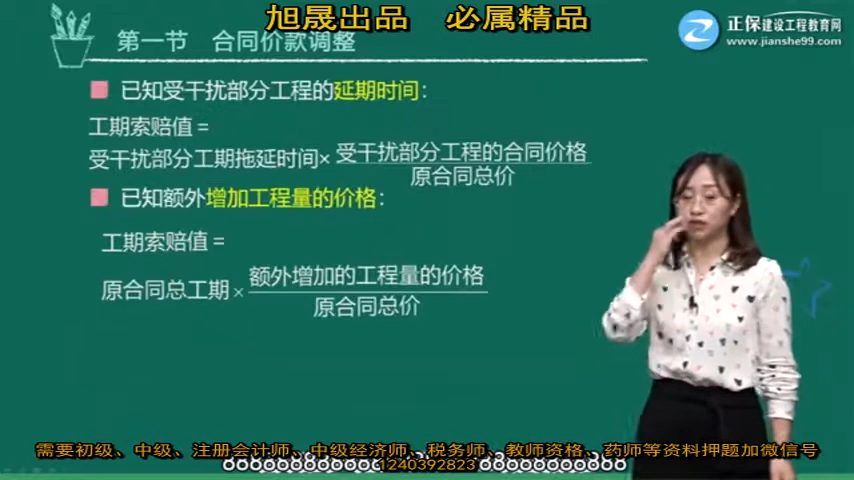 旭晟出品 必属精品
正保建设工程教育网
www.jianshe99.com
第一节 合同价款调整
已知受干扰部分工程的延期时间：
工期索赔值＝
受干扰部分工期拖延时间×受干扰部分工程的合同价格
原合同总价
已知额外增加工程量的价格：
工期索赔值＝
原合同总工期×额外增加的工程量的价格
原合同总价
需要初级、中级、注册会计师、中级经济师、税务师、教师资格、药师等资料押题加微信号
1240392823